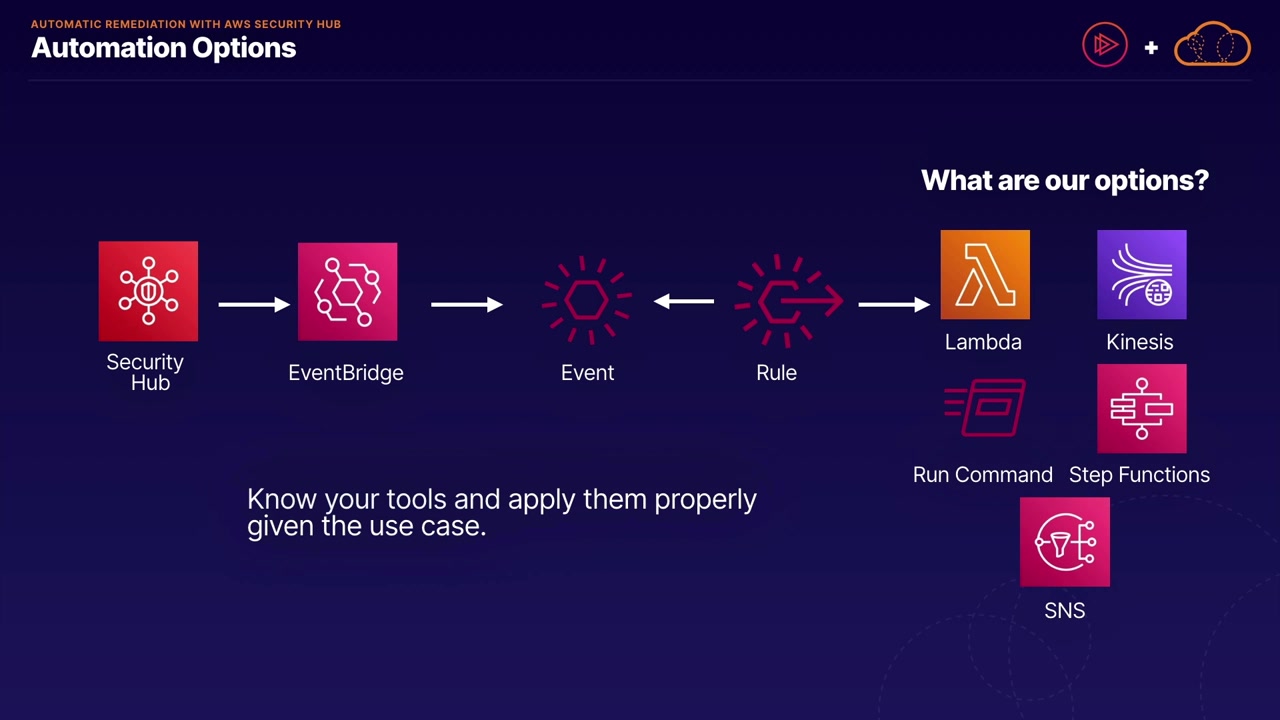 AUTOMATIC REMEDIATION WITH AWS SECURITY HUB
Automation Options
What are our options?
Security
Hub
EventBridge
Event
Rule
Lambda
Kinesis
Run Command
Step Functions
SNS
Know your tools and apply them properly
given the use case.